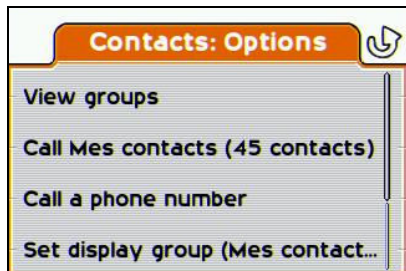 Contacts: Options
View groups
Call Mes contacts (45 contacts)
Call a phone number
Set display group (Mes contact...